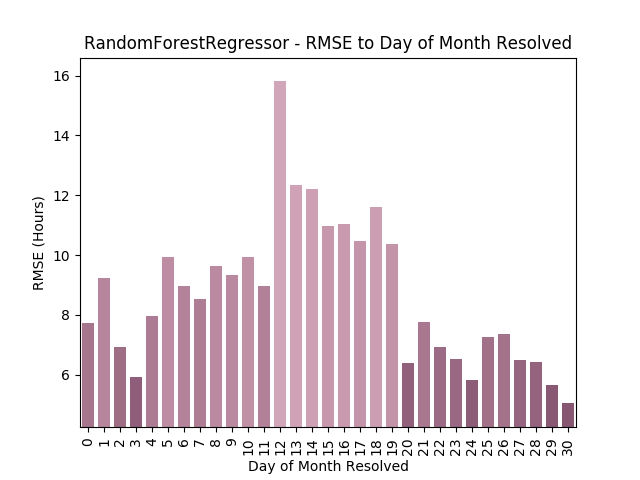 RandomForestRegressor - RMSE to Day of Month Resolved
16
14
12
10
8
6
RMSE (Hours)
0 1 2 3 4 5 6 7 8 9 10 11 12 13 14 15 16 17 18 19 20 21 22 23 24 25 26 27 28 29 30
Day of Month Resolved